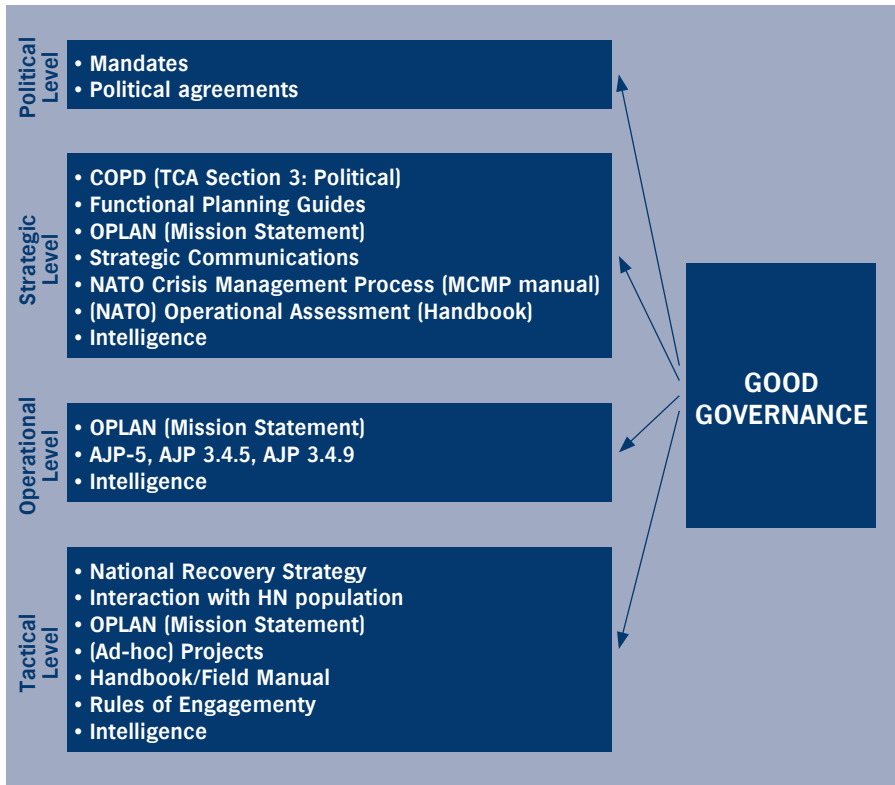 Political
Level
• Mandates
• Political agreements
Strategic
Level
• COPD (TCA Section 3: Political)
• Functional Planning Guides
• OPLAN (Mission Statement)
• Strategic Communications
• NATO Crisis Management Process (MCMP manual)
• (NATO) Operational Assessment (Handbook)
• Intelligence
Operational
Level
• OPLAN (Mission Statement)
• AJP-5, AJP 3.4.5, AJP 3.4.9
• Intelligence
Tactical
Level
• National Recovery Strategy
• Interaction with HN population
• OPLAN (Mission Statement)
• (Ad-hoc) Projects
• Handbook/Field Manual
• Rules of Engagementy
• Intelligence
GOOD
GOVERNANCE